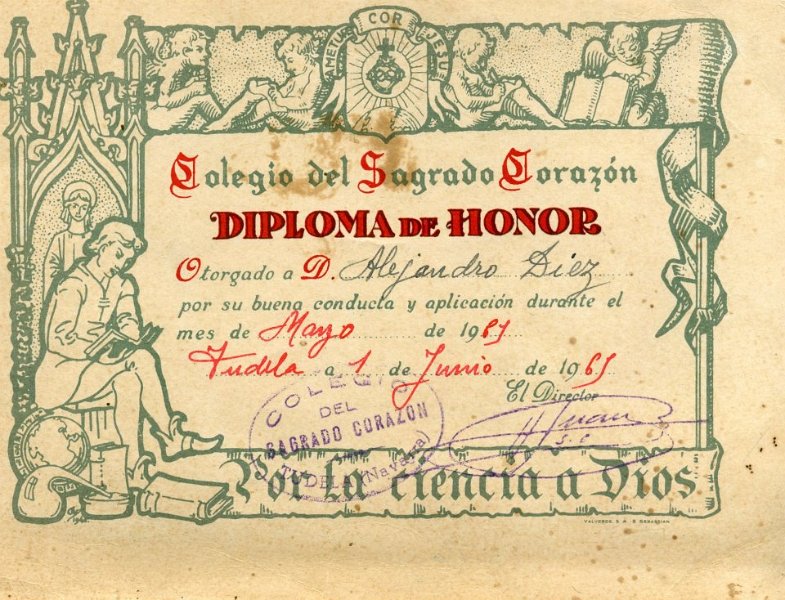 AMETUR COR JESU
Colegio del Sagrado Corazón
DIPLOMA DE HONOR
Otorgado a D. Alejandro Diez
por su buena conducta y aplicación durante el
mes de Mayo de 1961
Tudela a 1 de Junio de 1961
El Director
COLEGIO
DEL
SAGRADO CORAZON
TUDELA (Navarra)
H Juan
S.C.
Por la ciencia a Dios
VALVERDE, S. A. S. SEBASTIAN